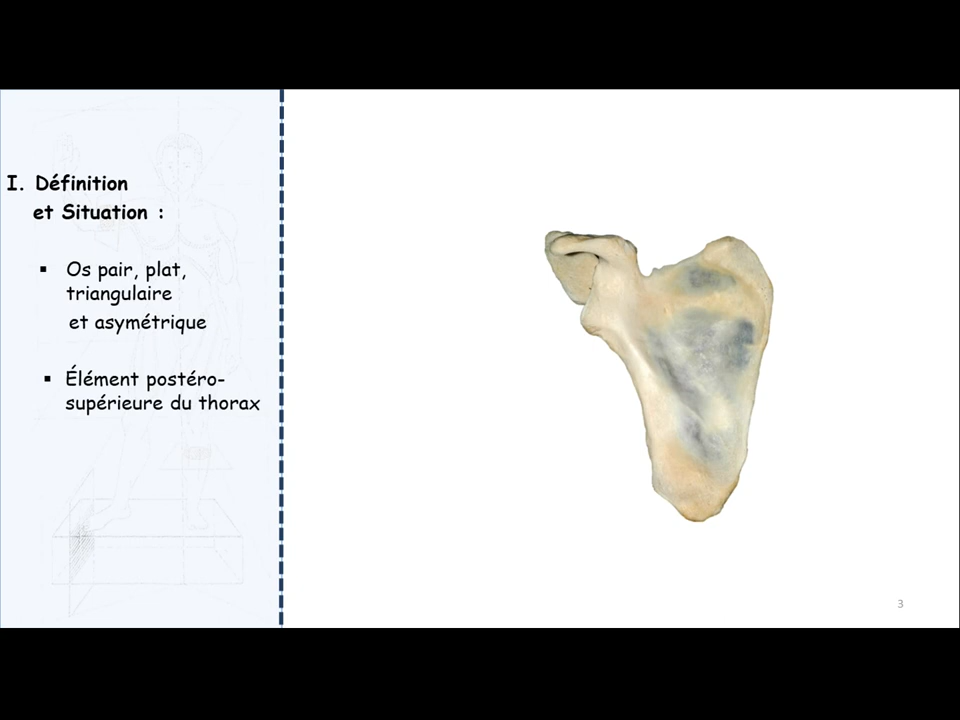 I. Définition
et Situation :
▪ Os pair, plat,
triangulaire
et asymétrique
▪ Élément postéro-
supérieure du thorax
3